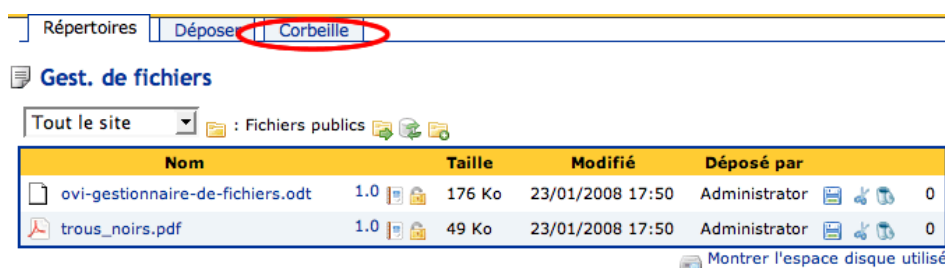 Répertoires Déposer Corbeille
Gest. de fichiers
Tout le site : Fichiers publics
Nom Taille Modifié Déposé par
ovi-gestionnaire-de-fichiers.odt 1.0 176 Ko 23/01/2008 17:50 Administrator 0
trous_noirs.pdf 1.0 49 Ko 23/01/2008 17:50 Administrator 0
Montrer l'espace disque utilisé